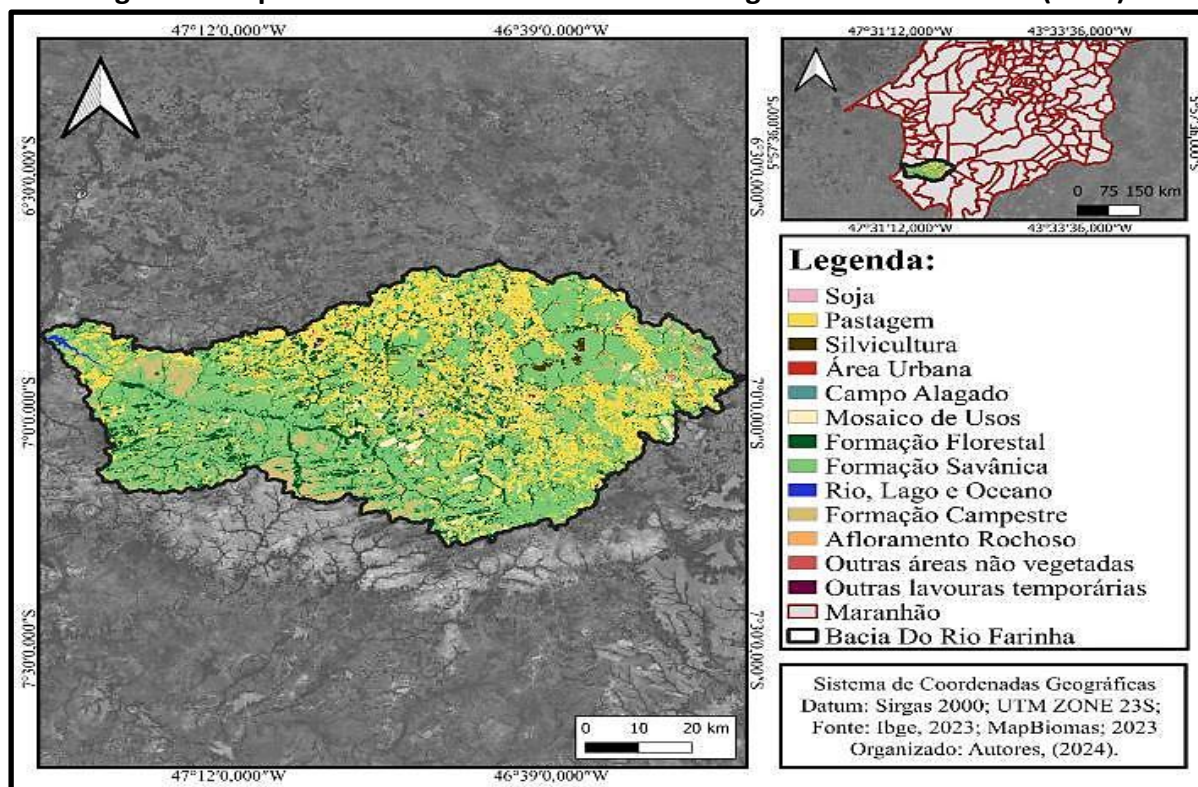 47°12'0,000"W 46°39'0,000"W
6°30'0,000"S
7°0'0,000"S
7°30'0,000"S
6°30'0,000"S
7°0'0,000"S
7°30'0,000"S
0 10 20 km
47°12'0,000"W 46°39'0,000"W
47°31'12,000"W 43°33'36,000"W
5°57'36,000"S
5°57'36,000"S
0 75 150 km
47°31'12,000"W 43°33'36,000"W
Legenda:
Soja
Pastagem
Silvicultura
Área Urbana
Campo Alagado
Mosaico de Usos
Formação Florestal
Formação Savânica
Rio, Lago e Oceano
Formação Campestre
Afloramento Rochoso
Outras áreas não vegetadas
Outras lavouras temporárias
Maranhão
Bacia Do Rio Farinha
Sistema de Coordenadas Geográficas
Datum: Sirgas 2000; UTM ZONE 23S;
Fonte: Ibge, 2023; MapBiomas; 2023
Organizado: Autores, (2024).